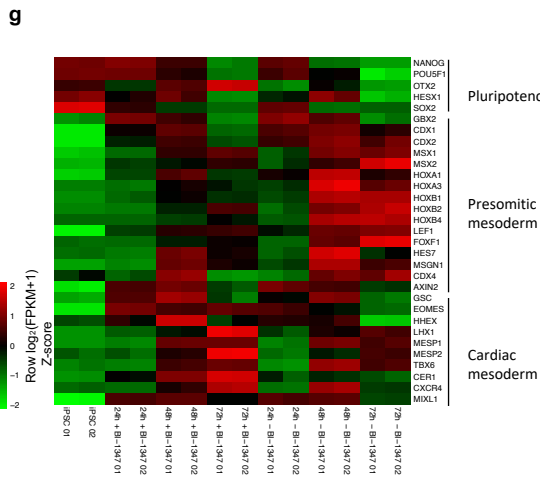 g
NANOG
POU5F1
OTX2
HESX1
SOX2
GBX2
CDX1
CDX2
MSX1
MSX2
HOXA1
HOXA3
HOXB1
HOXB2
HOXB4
LEF1
FOXF1
HES7
MSGN1
CDX4
AXIN2
GSC
EOMES
HHEX
LHX1
MESP1
MESP2
TBX6
CER1
CXCR4
MIXL1
Pluripotenc
Presomitic
mesoderm
Cardiac
mesoderm
2
1
0
−1
−2
Row log2(FPKM+1)
Z-score
iPSC 01
iPSC 02
24h + BI−1347 01
24h + BI−1347 02
48h + BI−1347 01
48h + BI−1347 02
72h + BI−1347 01
72h + BI−1347 02
24h − BI−1347 01
24h − BI−1347 02
48h − BI−1347 01
48h − BI−1347 02
72h − BI−1347 01
72h − BI−1347 02